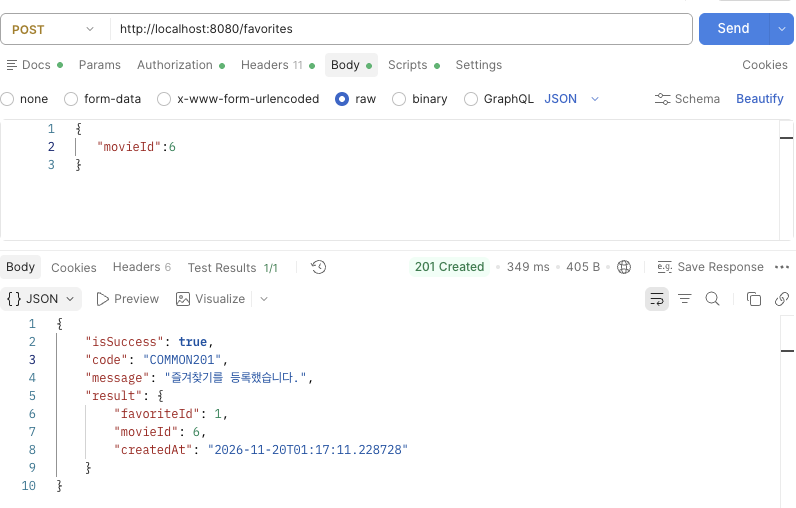 POST http://localhost:8080/favorites Send
Docs Params Authorization Headers 11 Body Scripts Settings Cookies
none form-data x-www-form-urlencoded raw binary GraphQL JSON Schema Beautify
1 {
2 "movieId":6
3 }
Body Cookies Headers 6 Test Results 1/1 201 Created 349 ms 405 B e.g. Save Response
{} JSON Preview Visualize
1 {
2 "isSuccess": true,
3 "code": "COMMON201",
4 "message": "즐겨찾기를 등록했습니다.",
5 "result": {
6 "favoriteId": 1,
7 "movieId": 6,
8 "createdAt": "2026-11-20T01:17:11.228728"
9 }
10 }